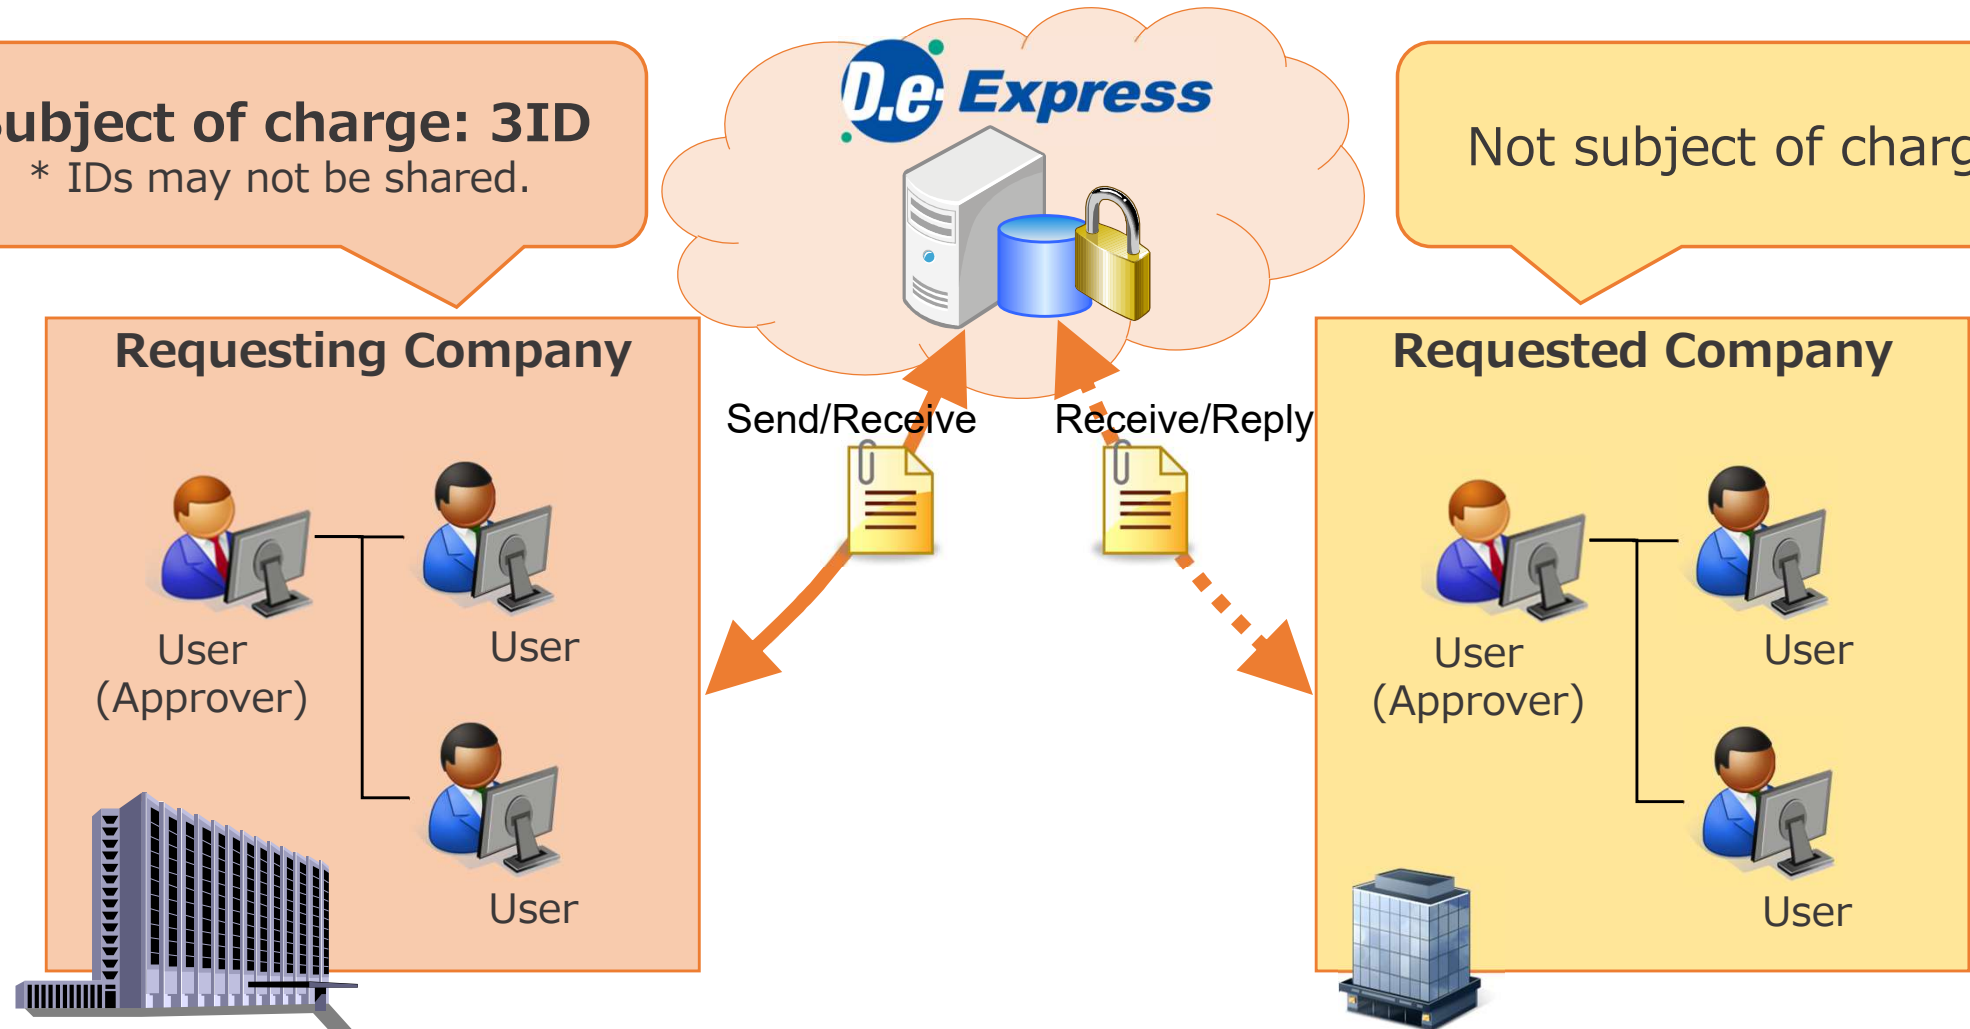 ubject of charge: 3ID
* IDs may not be shared.
D.e Express
Not subject of charg
Requesting Company
Requested Company
Send/Receive
Receive/Reply
User
(Approver)
User
User
User
(Approver)
User
User